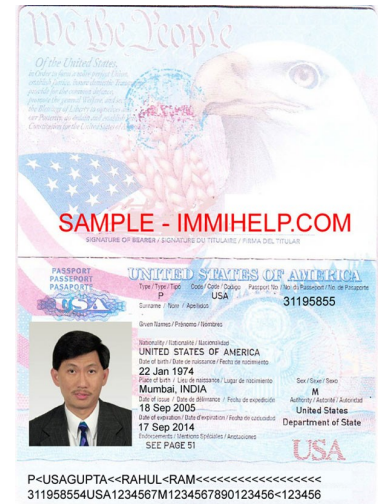 We the People
Of the United States,
SAMPLE - IMMIHELP.COM
SIGNATURE OF BEARER / SIGNATURE DU TITULAIRE / FIRMA DEL TITULAR
PASSPORT
PASSEPORT
PASAPORTE
UNITED STATES OF AMERICA
Type / Type / Tipo
Code / Code / Código
Passport No / No du Passeport / No. de Pasaporte
P
USA
31195855
Surname / Nom / Apellidos
USA
Given Names / Prénoms / Nombres
Nationality / Nationalité / Nacionalidad
UNITED STATES OF AMERICA
Date of birth / Date de naissance / Fecha de nacimiento
22 Jan 1974
Place of birth / Lieu de naissance / Lugar de nacimiento
Sex / Sexe / Sexo
Mumbai, INDIA
M
Date of issue / Date de délivrance / Fecha de expedición
Authority / Autorité / Autoridad
18 Sep 2005
United States
Date of expiration / Date d'expiration / Fecha de caducidad
Department of State
17 Sep 2014
Endorsements / Mentions Spéciales / Anotaciones
SEE PAGE 51
USA
P<USAGUPTA<<RAHUL<RAM<<<<<<<<<<<<<<<<<<<
311958554USA1234567M12345678901234566<123456